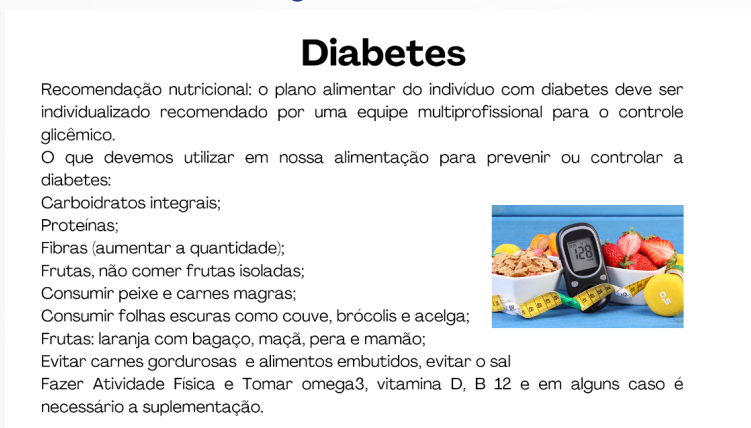 Diabetes
Recomendação nutricional: o plano alimentar do indivíduo com diabetes deve ser
individualizado recomendado por uma equipe multiprofissional para o controle
glicêmico.
O que devemos utilizar em nossa alimentação para prevenir ou controlar a
diabetes:
Carboidratos integrais;
Proteínas;
Fibras (aumentar a quantidade);
Frutas, não comer frutas isoladas;
Consumir peixe e carnes magras;
Consumir folhas escuras como couve, brócolis e acelga;
Frutas: laranja com bagaço, maçã, pera e mamão;
Evitar carnes gordurosas e alimentos embutidos, evitar o sal
Fazer Atividade Física e Tomar omega3, vitamina D, B 12 e em alguns caso é
necessário a suplementação.
128
0.5